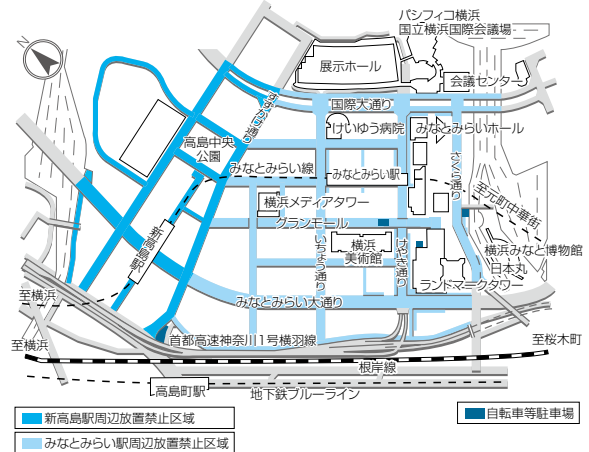 パシフィコ横浜
国立横浜国際会議場
N
展示ホール
会議センター
国際大通り
すずかけ通り
けいゆう病院
みなとみらいホール
高島中央
公園
みなとみらい線
みなとみらい駅
さくら通り
至元町中華街
横浜メディアタワー
グランモール
新高島駅
いちょう通り
横浜
美術館
けやき通り
横浜みなと博物館
日本丸
ランドマークタワー
至横浜
みなとみらい大通り
至横浜
首都高速神奈川1号横羽線
至桜木町
根岸線
高島町駅
地下鉄ブルーライン
新高島駅周辺放置禁止区域
自転車等駐車場
みなとみらい駅周辺放置禁止区域